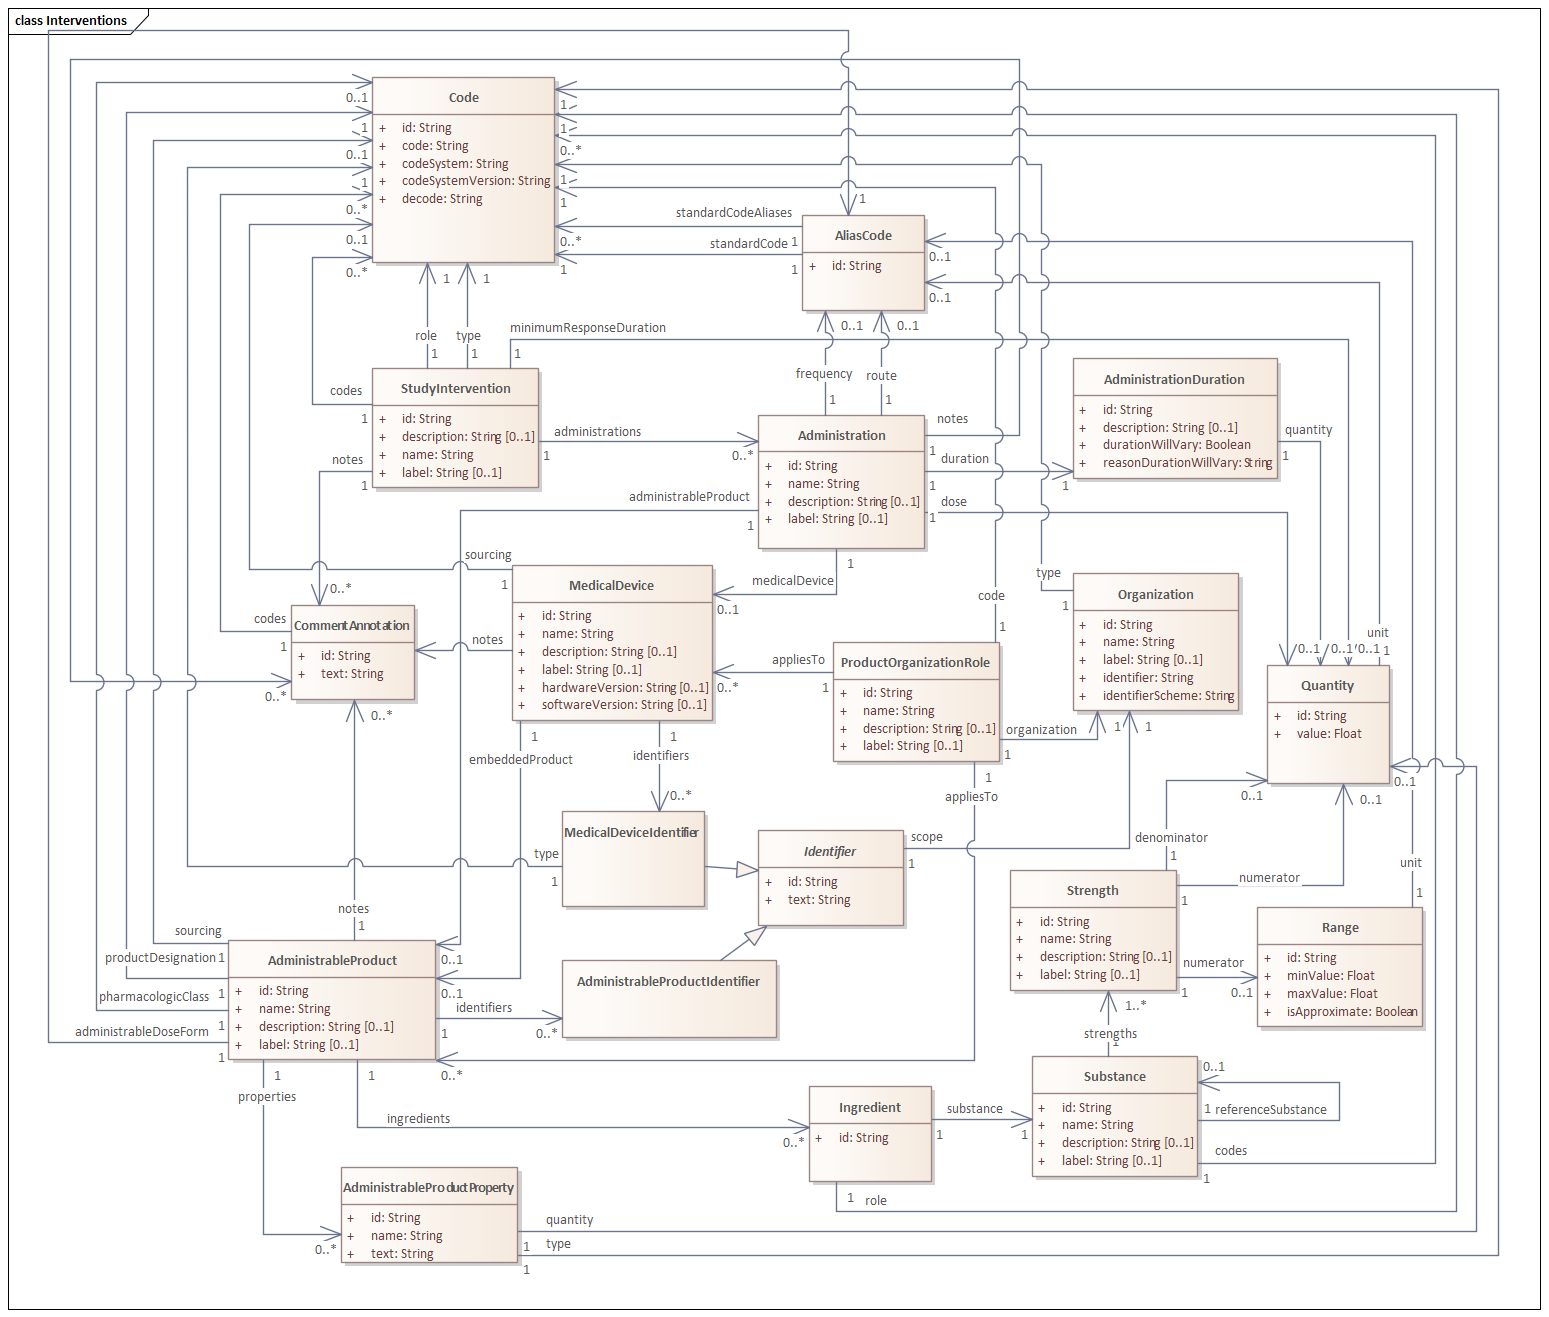 class Interventions
Code
+ id: String
+ code: String
+ codeSystem: String
+ codeSystemVersion: String
+ decode: String
0..1
1
0..1
1
0..*
0..1
0..*
1
1
0..*
1
1
0..*
1
1
1
standardCodeAliases
1
standardCode
1
1
AliasCode
+ id: String
0..1
0..1
0..1
0..1
role
1
type
1
minimumResponseDuration
1
frequency
1
route
1
StudyIntervention
+ id: String
+ description: String [0..1]
+ name: String
+ label: String [0..1]
codes
1
notes
1
administrations
1
0..*
Administration
+ id: String
+ name: String
+ description: String [0..1]
+ label: String [0..1]
notes
1
duration
1
1
dose
1
AdministrationDuration
+ id: String
+ description: String [0..1]
+ durationWillVary: Boolean
+ reasonDurationWillVary: String
quantity
1
administrableProduct
1
sourcing
1
medicalDevice
1
0..1
MedicalDevice
+ id: String
+ name: String
+ description: String [0..1]
+ label: String [0..1]
+ hardwareVersion: String [0..1]
+ softwareVersion: String [0..1]
0..*
CommentAnnotation
+ id: String
+ text: String
codes
1
0..*
0..*
notes
1
code
1
type
1
Organization
+ id: String
+ name: String
+ label: String [0..1]
+ identifier: String
+ identifierScheme: String
ProductOrganizationRole
+ id: String
+ name: String
+ description: String [0..1]
+ label: String [0..1]
appliesTo
1
0..*
organization
1
1
1
appliesTo
1
unit
1
0..1
0..1
0..1
Quantity
+ id: String
+ value: Float
0..1
0..1
0..1
embeddedProduct
1
identifiers
1
0..*
MedicalDeviceIdentifier
type
1
Identifier
+ id: String
+ text: String
scope
1
denominator
1
numerator
1
unit
1
Strength
+ id: String
+ name: String
+ description: String [0..1]
+ label: String [0..1]
numerator
1
0..1
Range
+ id: String
+ minValue: Float
+ maxValue: Float
+ isApproximate: Boolean
notes
1
sourcing
1
productDesignation
1
pharmacologicClass
1
administrableDoseForm
1
AdministrableProduct
+ id: String
+ name: String
+ description: String [0..1]
+ label: String [0..1]
0..1
0..1
identifiers
1
0..*
0..*
AdministrableProductIdentifier
1..*
strengths
1
Substance
+ id: String
+ name: String
+ description: String [0..1]
+ label: String [0..1]
0..1
1 referenceSubstance
codes
1
properties
1
ingredients
1
0..*
Ingredient
+ id: String
substance
1
1
role
1
AdministrableProductProperty
+ id: String
+ name: String
+ text: String
0..*
quantity
1
type
1